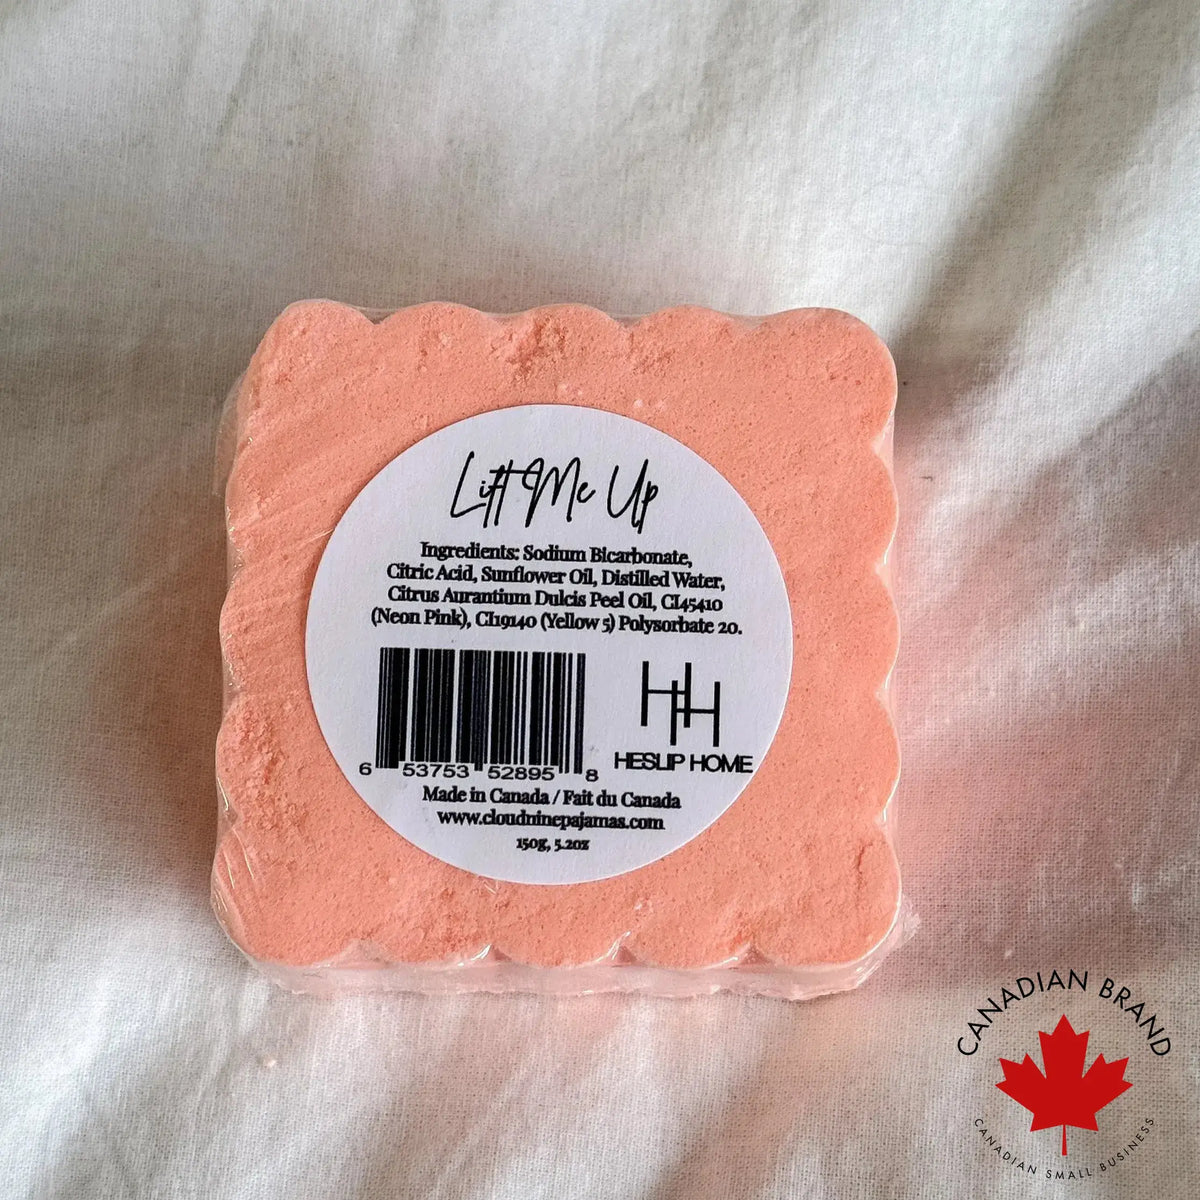 Lift Me Up
Ingredients: Sodium Bicarbonate,
Citric Acid, Sunflower Oil, Distilled Water,
Citrus Aurantium Dulcis Peel Oil, CI45410
(Neon Pink), CI19140 (Yellow 5) Polysorbate 20.
6 53753 52895 8
HH
HESLIP HOME
Made in Canada / Fait du Canada
www.cloudninepajamas.com
150g, 5.2oz
CANADIAN BRAND
CANADIAN SMALL BUSINESS